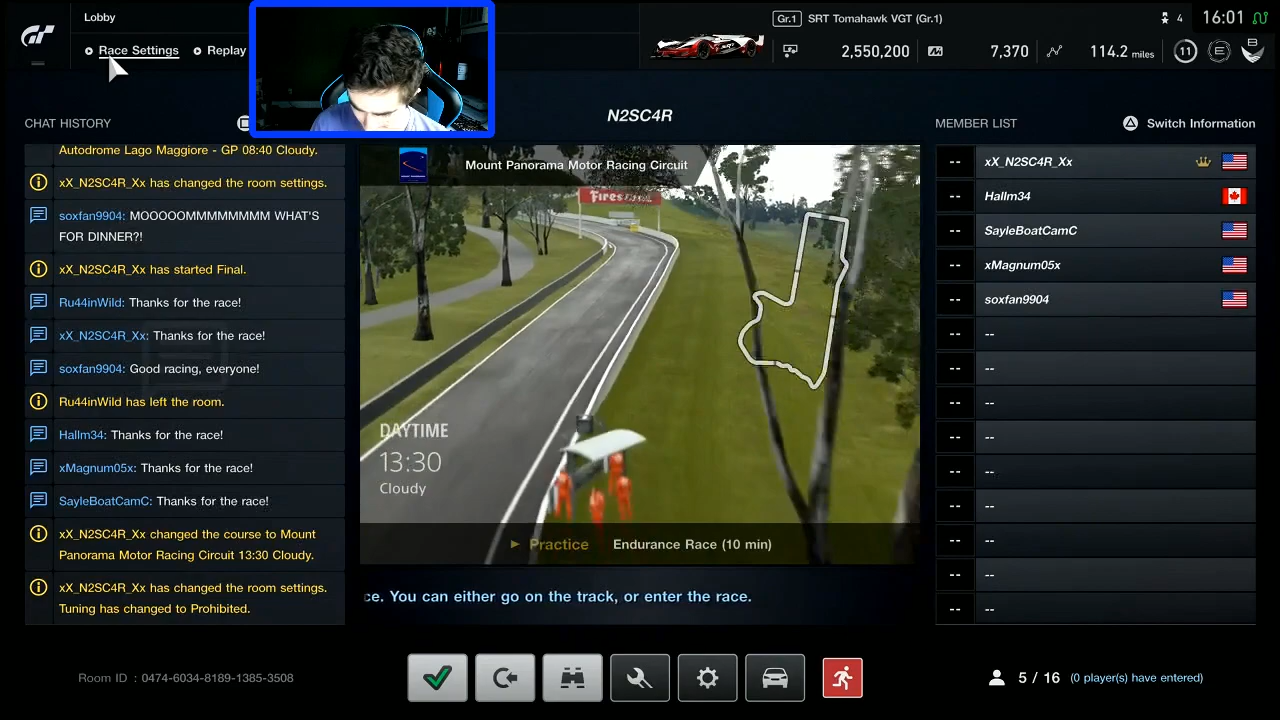 Lobby
Race Settings
Replay
Gr.1 SRT Tomahawk VGT (Gr.1)
4
16:01
2,550,200
7,370
114.2 miles
11
E
B
N2SC4R
CHAT HISTORY
Autodrome Lago Maggiore - GP 08:40 Cloudy.
xX_N2SC4R_Xx has changed the room settings.
soxfan9904: MOOOOOMMMMMMMM WHAT'S
FOR DINNER?!
xX_N2SC4R_Xx has started Final.
Ru44inWild: Thanks for the race!
xX_N2SC4R_Xx: Thanks for the race!
soxfan9904: Good racing, everyone!
Ru44inWild has left the room.
Hallm34: Thanks for the race!
xMagnum05x: Thanks for the race!
SayleBoatCamC: Thanks for the race!
xX_N2SC4R_Xx changed the course to Mount
Panorama Motor Racing Circuit 13:30 Cloudy.
xX_N2SC4R_Xx has changed the room settings.
Tuning has changed to Prohibited.
Mount Panorama Motor Racing Circuit
Fires
DAYTIME
13:30
Cloudy
Practice Endurance Race (10 min)
ce. You can either go on the track, or enter the race.
MEMBER LIST
Switch Information
-- xX_N2SC4R_Xx
-- Hallm34
-- SayleBoatCamC
-- xMagnum05x
-- soxfan9904
-- --
-- --
-- --
-- --
-- --
-- --
-- --
-- --
-- --
Room ID : 0474-6034-8189-1385-3508
5 / 16 (0 player(s) have entered)